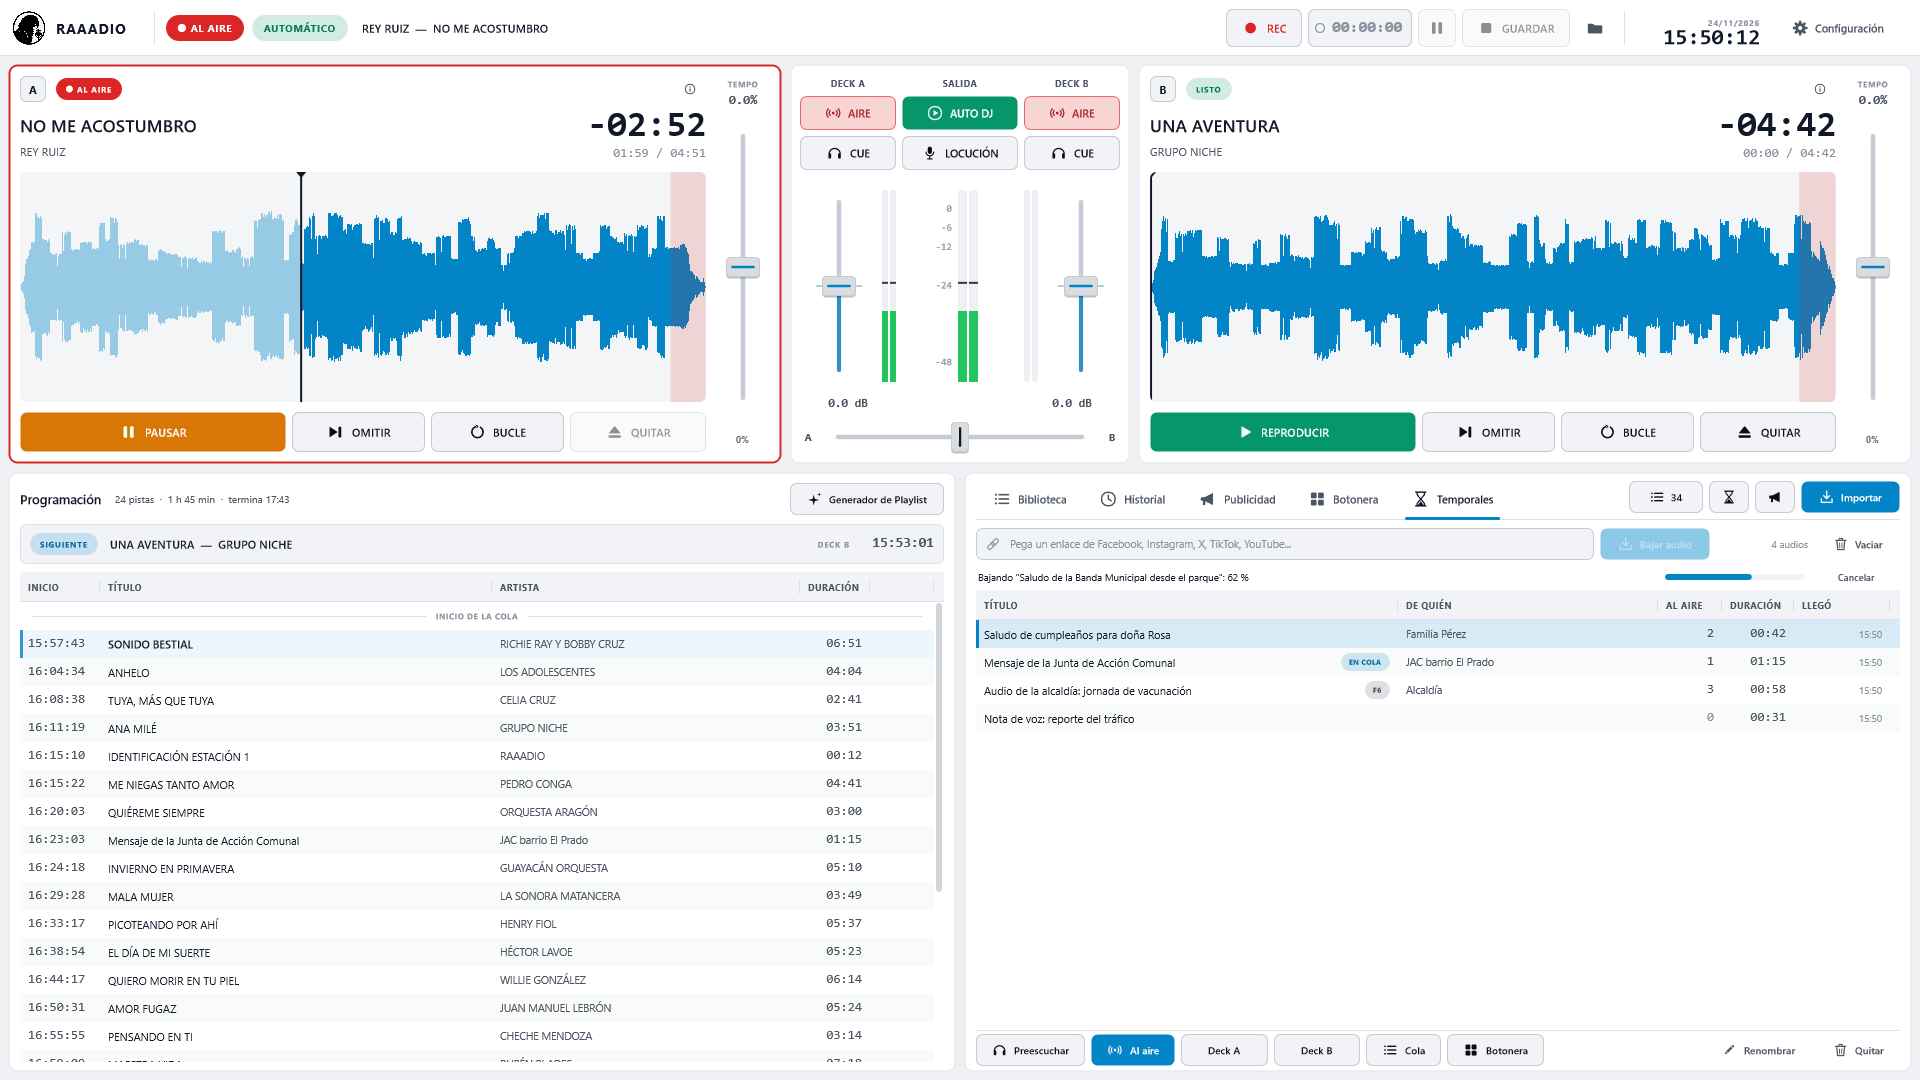 RAAADIO
AL AIRE
AUTOMÁTICO
REY RUIZ — NO ME ACOSTUMBRO
REC
00:00:00
GUARDAR
24/11/2026
15:50:12
Configuración
A
AL AIRE
NO ME ACOSTUMBRO
REY RUIZ
-02:52
01:59 / 04:51
TEMPO
0.0%
0%
PAUSAR
OMITIR
BUCLE
QUITAR
DECK A
SALIDA
DECK B
AIRE
AUTO DJ
AIRE
CUE
LOCUCIÓN
CUE
0
-6
-12
-24
-48
0.0 dB
0.0 dB
A
B
B
LISTO
UNA AVENTURA
GRUPO NICHE
-04:42
00:00 / 04:42
TEMPO
0.0%
0%
REPRODUCIR
OMITIR
BUCLE
QUITAR
Programación
24 pistas · 1 h 45 min · termina 17:43
Generador de Playlist
SIGUIENTE
UNA AVENTURA — GRUPO NICHE
DECK B
15:53:01
INICIO TÍTULO ARTISTA DURACIÓN
INICIO DE LA COLA
15:57:43 SONIDO BESTIAL RICHIE RAY Y BOBBY CRUZ 06:51
16:04:34 ANHELO LOS ADOLESCENTES 04:04
16:08:38 TUYA, MÁS QUE TUYA CELIA CRUZ 02:41
16:11:19 ANA MILÉ GRUPO NICHE 03:51
16:15:10 IDENTIFICACIÓN ESTACIÓN 1 RAAADIO 00:12
16:15:22 ME NIEGAS TANTO AMOR PEDRO CONGA 04:41
16:20:03 QUIÉREME SIEMPRE ORQUESTA ARAGÓN 03:00
16:23:03 Mensaje de la Junta de Acción Comunal JAC barrio El Prado 01:15
16:24:18 INVIERNO EN PRIMAVERA GUAYACÁN ORQUESTA 05:10
16:29:28 MALA MUJER LA SONORA MATANCERA 03:49
16:33:17 PICOTEANDO POR AHÍ HENRY FIOL 05:37
16:38:54 EL DÍA DE MI SUERTE HÉCTOR LAVOE 05:23
16:44:17 QUIERO MORIR EN TU PIEL WILLIE GONZÁLEZ 06:14
16:50:31 AMOR FUGAZ JUAN MANUEL LEBRÓN 05:24
16:55:55 PENSANDO EN TI CHECHE MENDOZA 03:14
Biblioteca
Historial
Publicidad
Botonera
Temporales
34
Importar
Pega un enlace de Facebook, Instagram, X, TikTok, YouTube...
Bajar audio
4 audios
Vaciar
Bajando "Saludo de la Banda Municipal desde el parque": 62 %
Cancelar
TÍTULO DE QUIÉN AL AIRE DURACIÓN LLEGÓ
Saludo de cumpleaños para doña Rosa Familia Pérez 2 00:42 15:50
Mensaje de la Junta de Acción Comunal EN COLA JAC barrio El Prado 1 01:15 15:50
Audio de la alcaldía: jornada de vacunación F6 Alcaldía 3 00:58 15:50
Nota de voz: reporte del tráfico 0 00:31 15:50
Preescuchar
Al aire
Deck A
Deck B
Cola
Botonera
Renombrar
Quitar